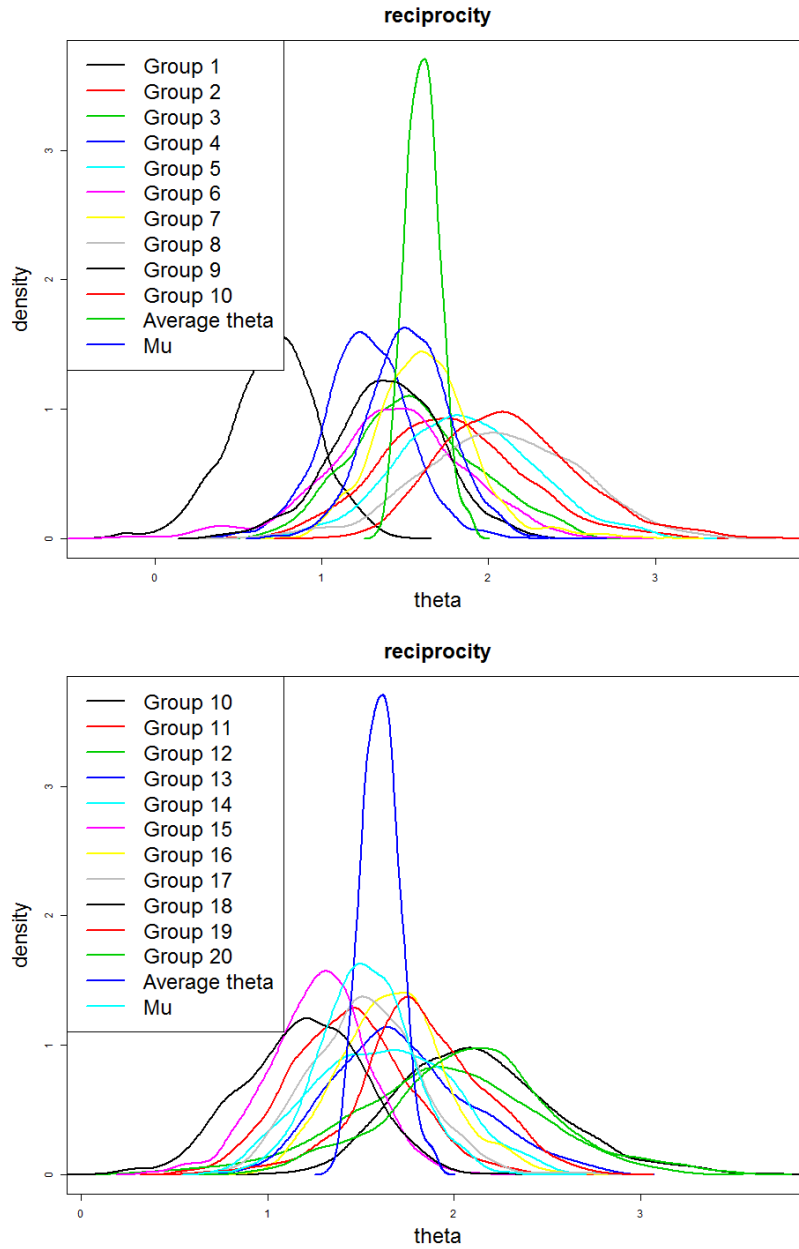 reciprocity
Group 1
Group 2
Group 3
Group 4
Group 5
Group 6
Group 7
Group 8
Group 9
Group 10
Average theta
Mu
density
3
2
1
0
0
1
2
3
theta
reciprocity
Group 10
Group 11
Group 12
Group 13
Group 14
Group 15
Group 16
Group 17
Group 18
Group 19
Group 20
Average theta
Mu
density
3
2
1
0
0
1
2
3
theta